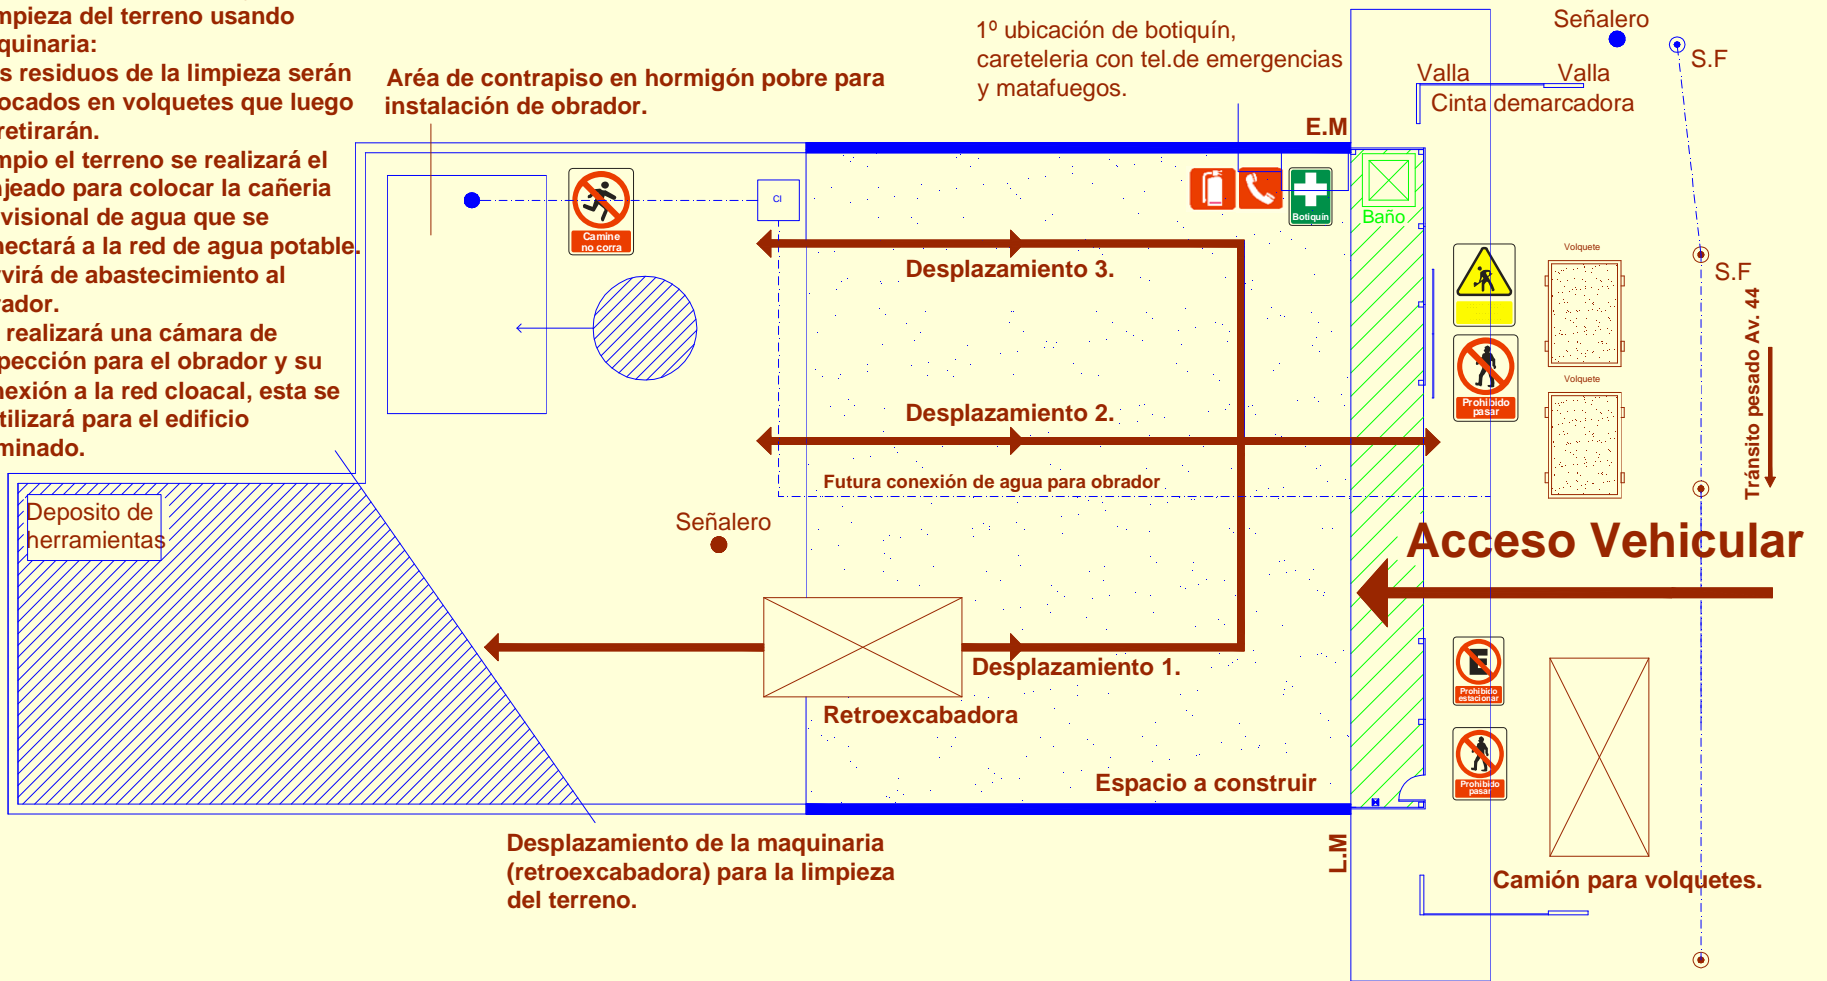 mpieza del terreno usando
quinaria:
s residuos de la limpieza serán
ocados en volquetes que luego
retirarán.
mpio el terreno se realizará el
njeado para colocar la cañeria
visional de agua que se
nectará a la red de agua potable.
rvirá de abastecimiento al
rador.
realizará una cámara de
pección para el obrador y su
nexión a la red cloacal, esta se
tilizará para el edificio
minado.
Aréa de contrapiso en hormigón pobre para
instalación de obrador.
1º ubicación de botiquín,
careteleria con tel.de emergencias
y matafuegos.
Señalero
S.F
Valla
Valla
Cinta demarcadora
E.M
Camine
no corra
CI
Botiquín
Baño
Desplazamiento 3.
Volquete
S.F
Prohibido
pasar
Volquete
Tránsito pesado Av. 44
Desplazamiento 2.
Futura conexión de agua para obrador
Deposito de
herramientas
Señalero
Acceso Vehicular
Desplazamiento 1.
Retroexcabadora
E
Prohibido
estacionar
Prohibido
pasar
Espacio a construir
L.M
Desplazamiento de la maquinaria
(retroexcabadora) para la limpieza
del terreno.
Camión para volquetes.